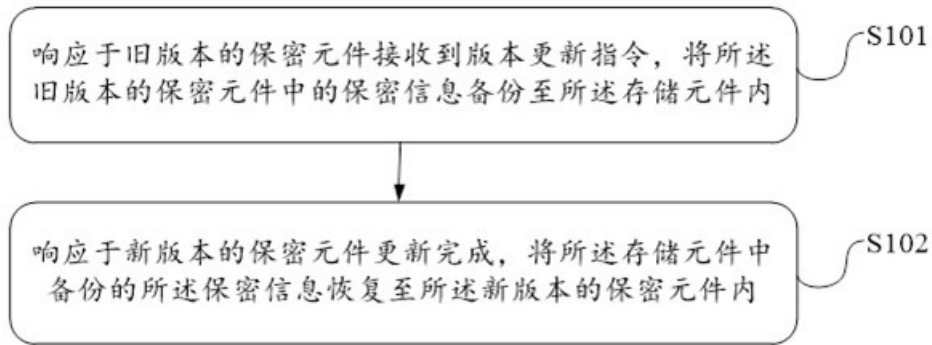 响应于旧版本的保密元件接收到版本更新指令，将所述
旧版本的保密元件中的保密信息备份至所述存储元件内
S101
响应于新版本的保密元件更新完成，将所述存储元件中
备份的所述保密信息恢复至所述新版本的保密元件内
S102